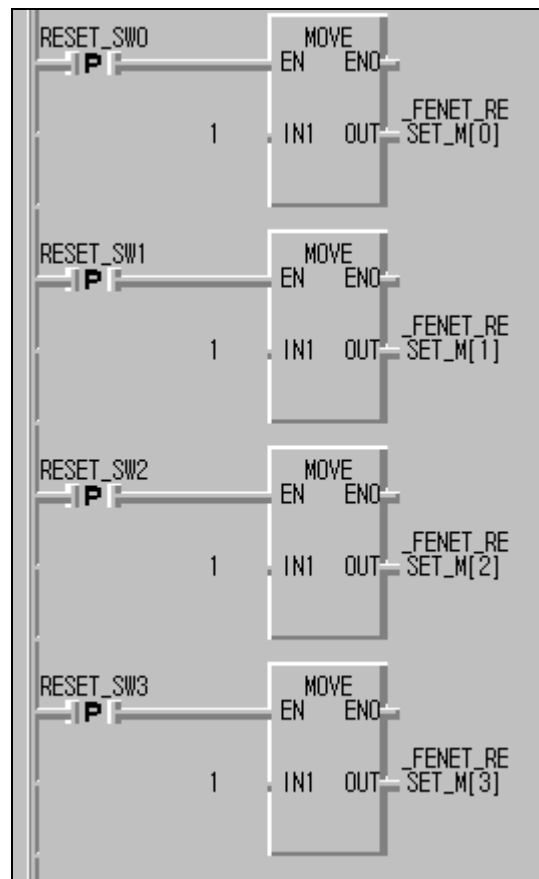 RESET_SW0
MOVE
P
EN ENO
_FENET_RE
1 IN1 OUT SET_M[0]
RESET_SW1
MOVE
P
EN ENO
_FENET_RE
1 IN1 OUT SET_M[1]
RESET_SW2
MOVE
P
EN ENO
_FENET_RE
1 IN1 OUT SET_M[2]
RESET_SW3
MOVE
P
EN ENO
_FENET_RE
1 IN1 OUT SET_M[3]